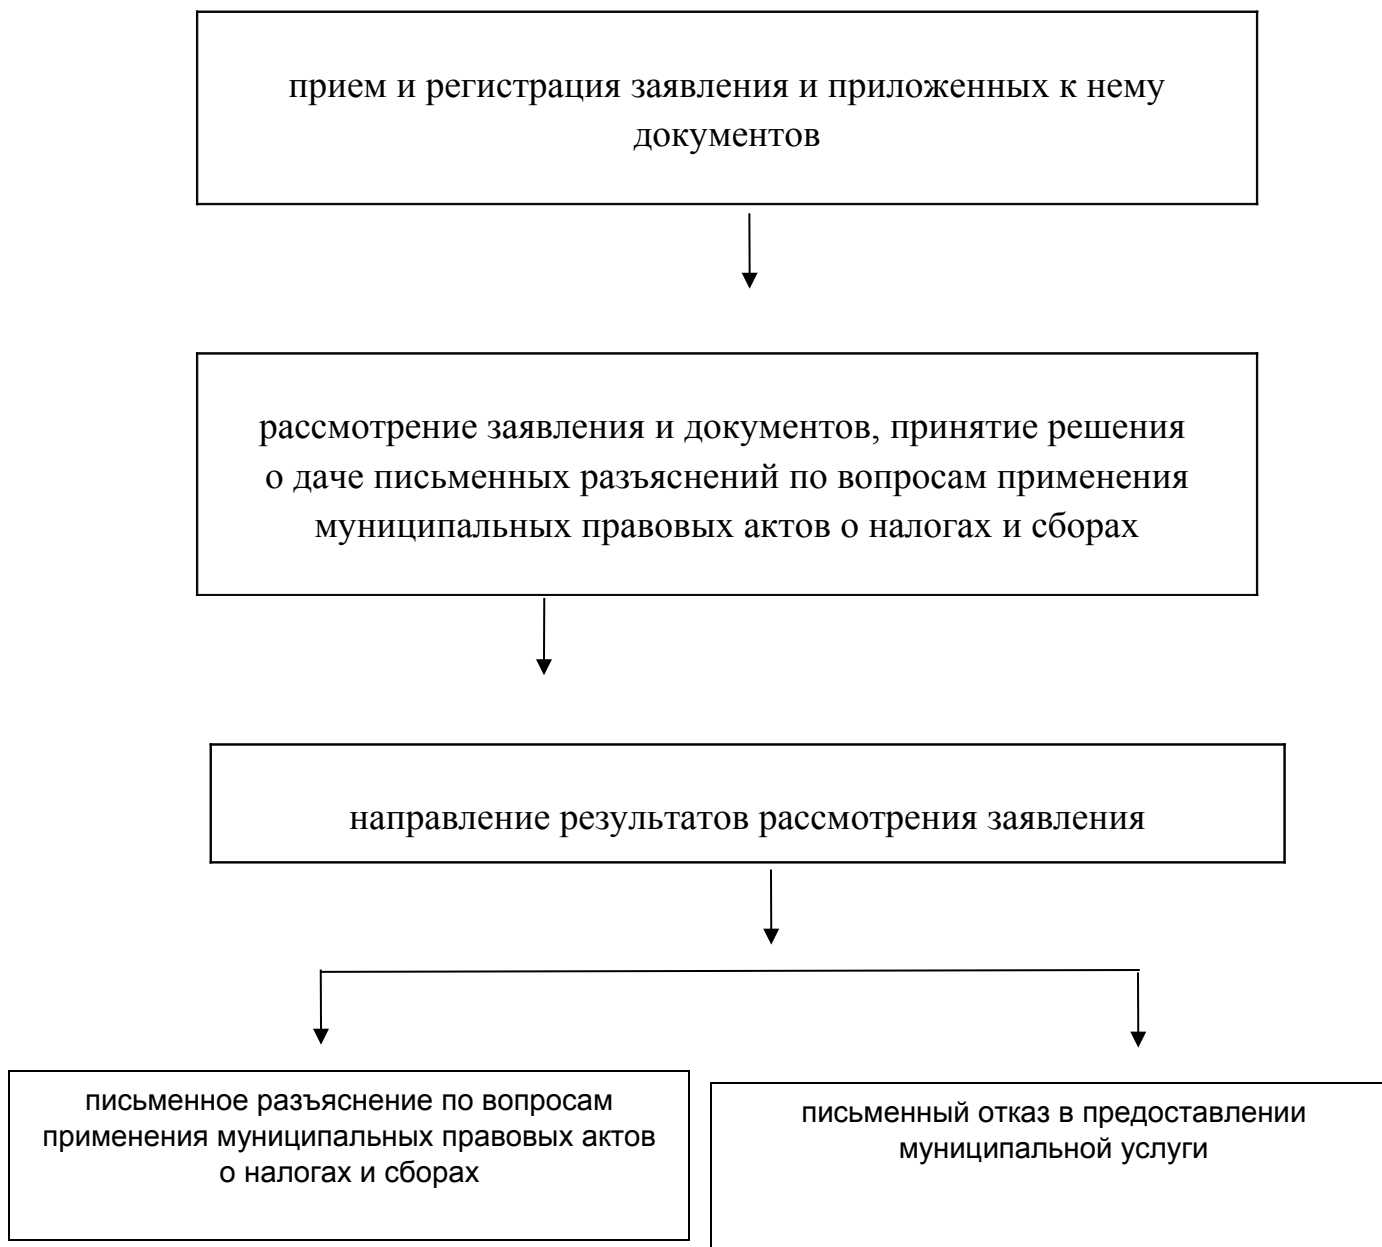 прием и регистрация заявления и приложенных к нему
документов
рассмотрение заявления и документов, принятие решения
о даче письменных разъяснений по вопросам применения
муниципальных правовых актов о налогах и сборах
направление результатов рассмотрения заявления
письменное разъяснение по вопросам
применения муниципальных правовых актов
о налогах и сборах
письменный отказ в предоставлении
муниципальной услуги